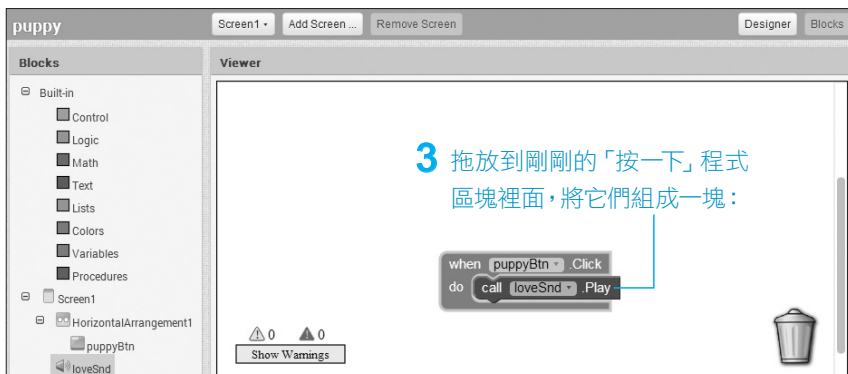 puppy
Screen1
Add Screen ...
Remove Screen
Designer
Blocks
Blocks
Viewer
Built-in
Control
Logic
Math
Text
Lists
Colors
Variables
Procedures
Screen1
HorizontalArrangement1
puppyBtn
loveSnd
3 拖放到剛剛的「按一下」程式
區塊裡面，將它們組成一塊：
when puppyBtn .Click
do call loveSnd .Play
0 0
Show Warnings